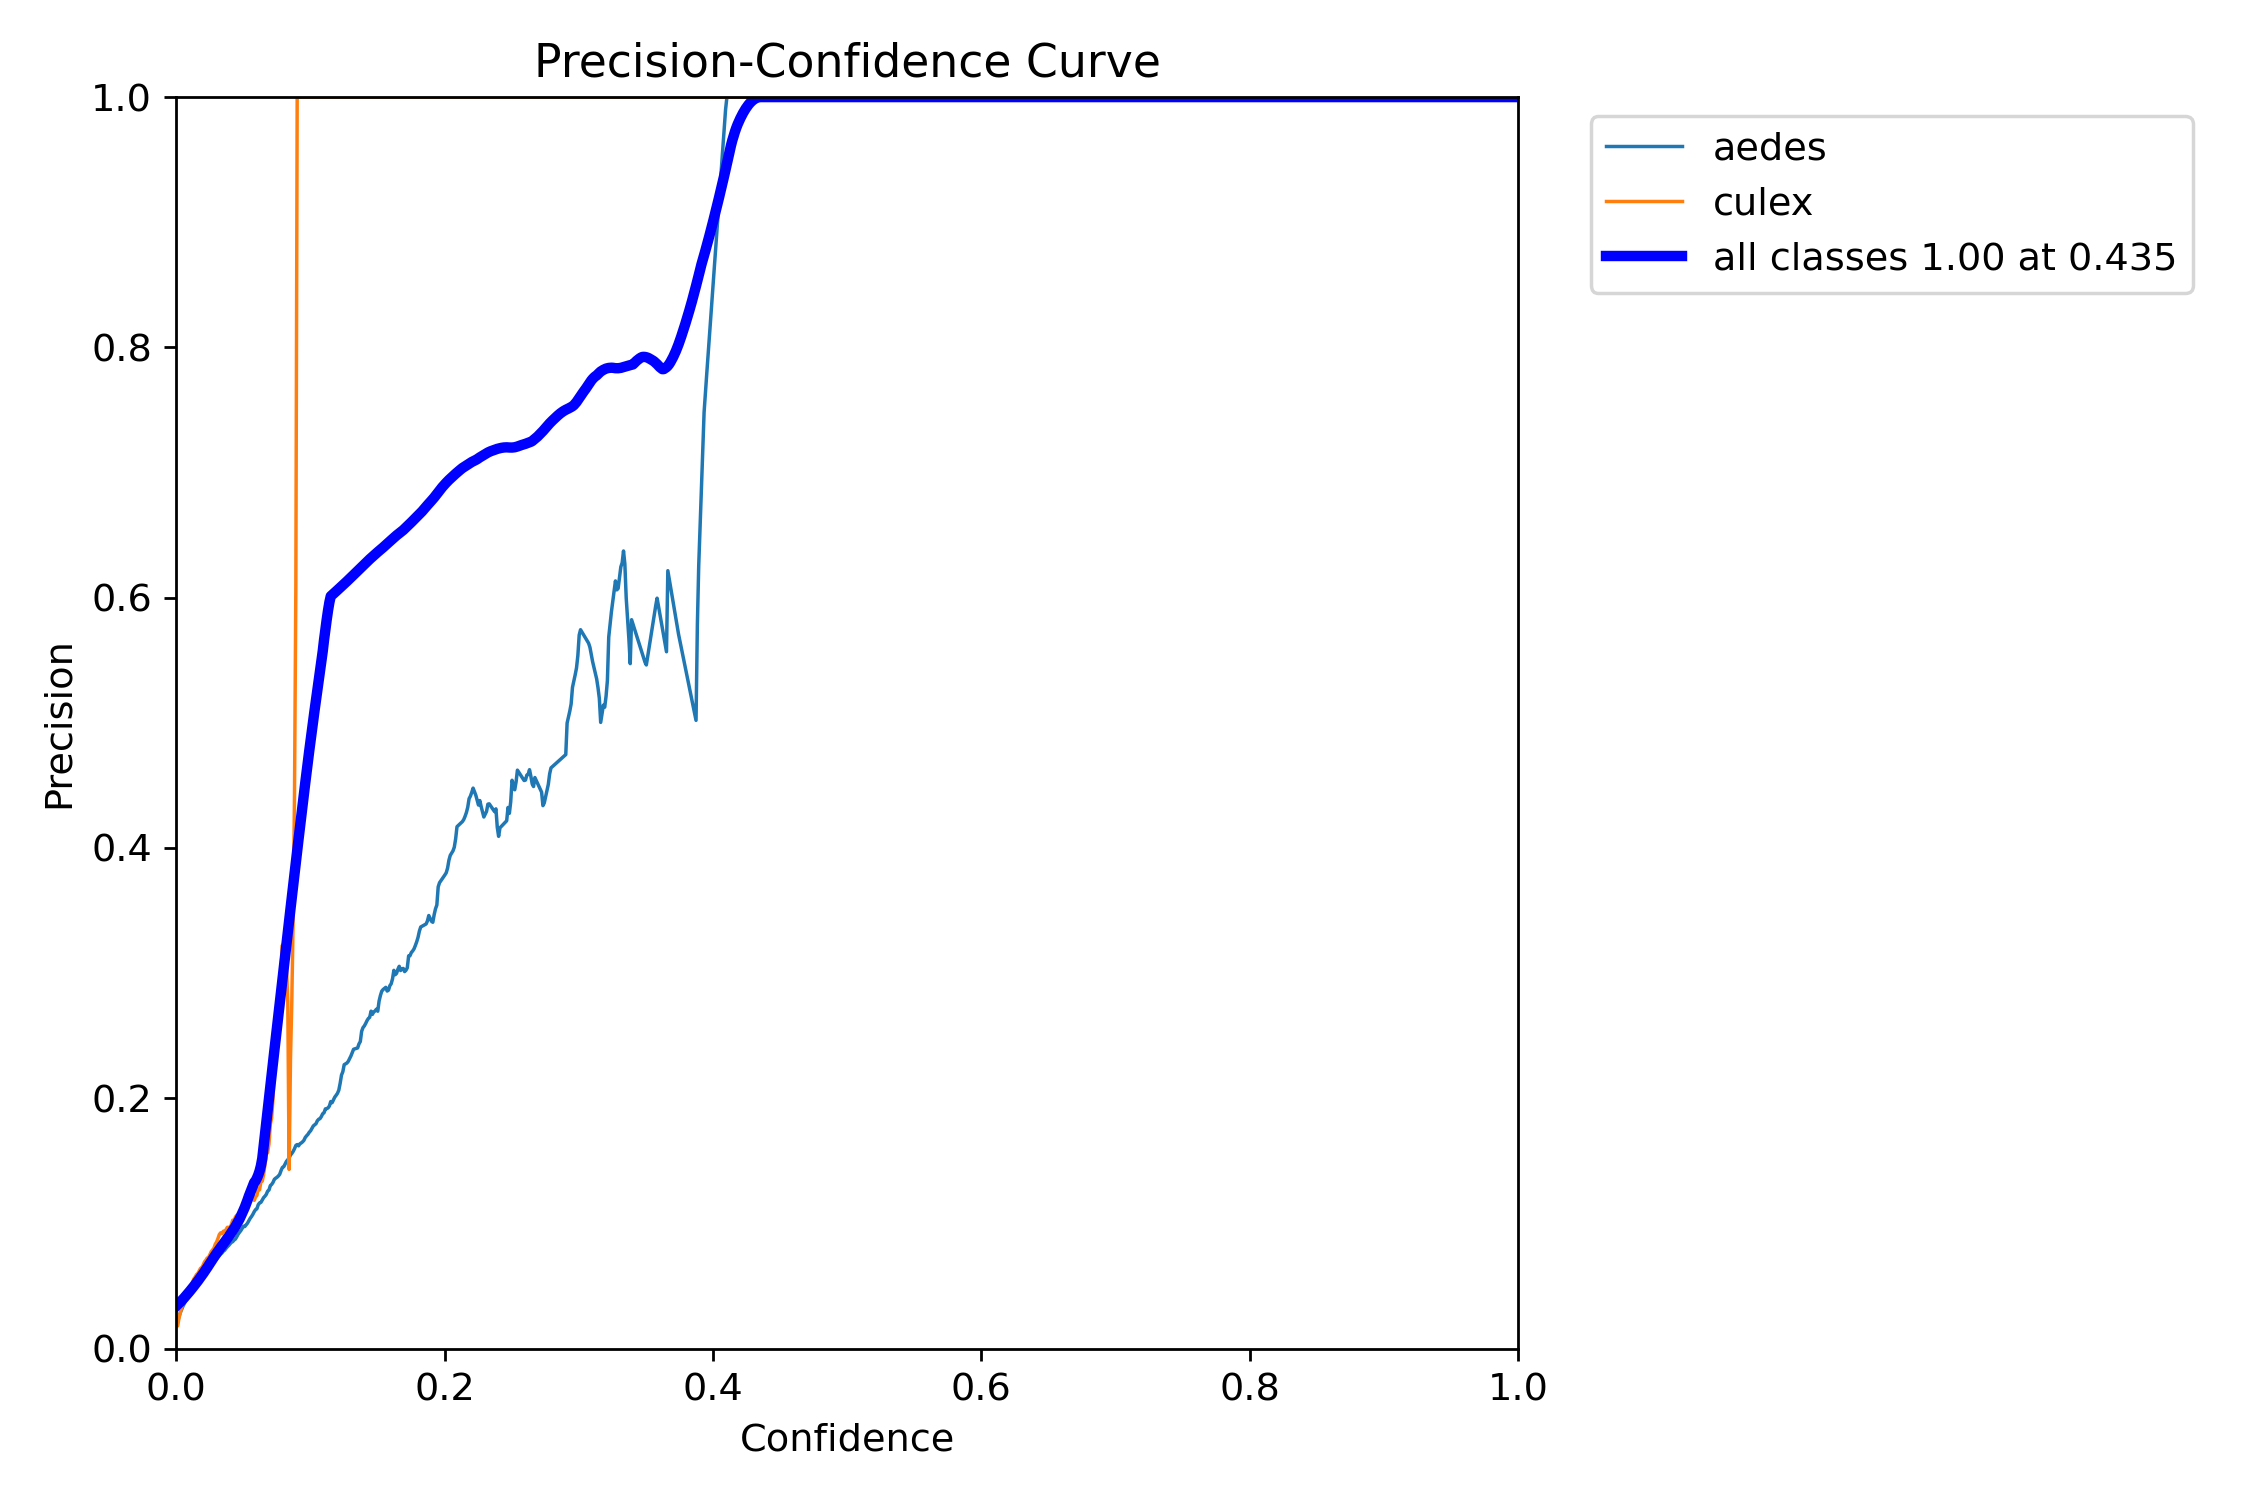 Precision-Confidence Curve
1.0
0.8
0.6
0.4
0.2
0.0
Precision
0.0 0.2 0.4 0.6 0.8 1.0
Confidence
aedes
culex
all classes 1.00 at 0.435